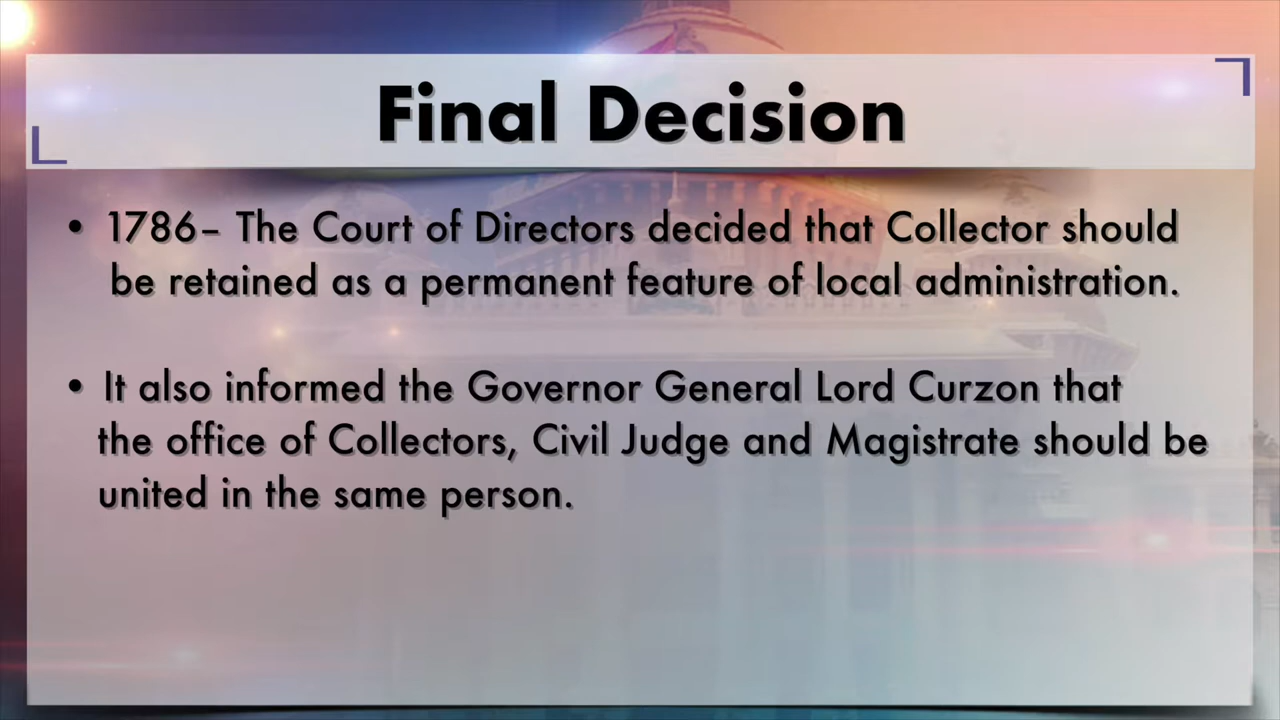 Final Decision
• 1786– The Court of Directors decided that Collector should
be retained as a permanent feature of local administration.
• It also informed the Governor General Lord Curzon that
the office of Collectors, Civil Judge and Magistrate should be
united in the same person.